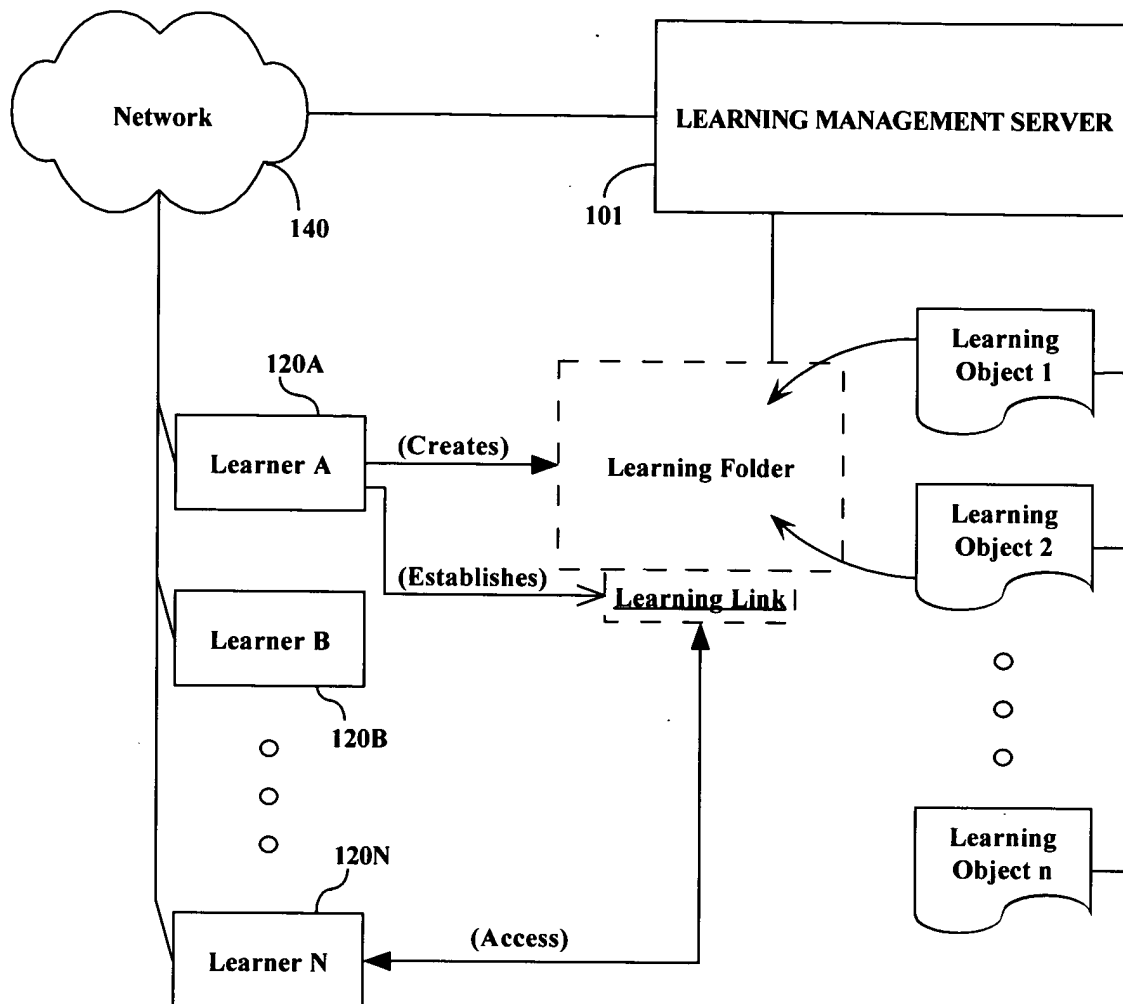 Network
LEARNING MANAGEMENT SERVER
140
101
Learning
Object 1
120A
Learner A
(Creates)
Learning Folder
Learning
Object 2
(Establishes)
Learning Link
Learner B
120B
120N
Learning
Object n
Learner N
(Access)